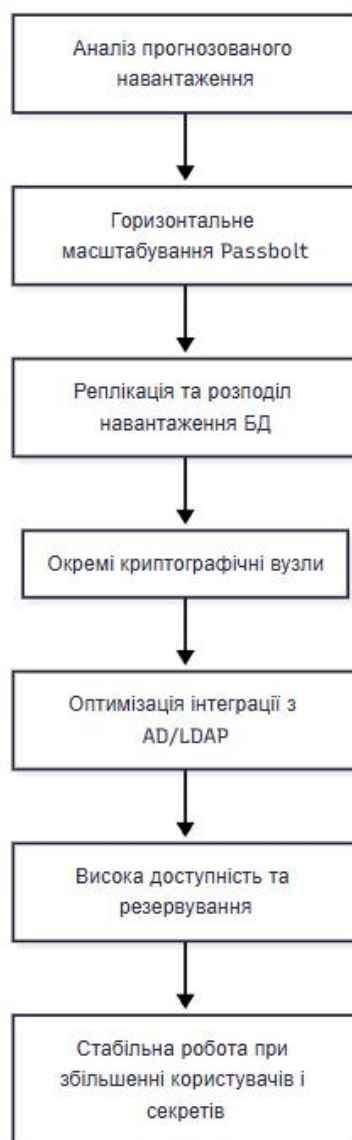 Аналіз прогнозованого
навантаження
Горизонтальне
масштабування Passbolt
Реплікація та розподіл
навантаження БД
Окремі криптографічні вузли
Оптимізація інтеграції з
AD/LDAP
Висока доступність та
резервування
Стабільна робота при
збільшенні користувачів і
секретів